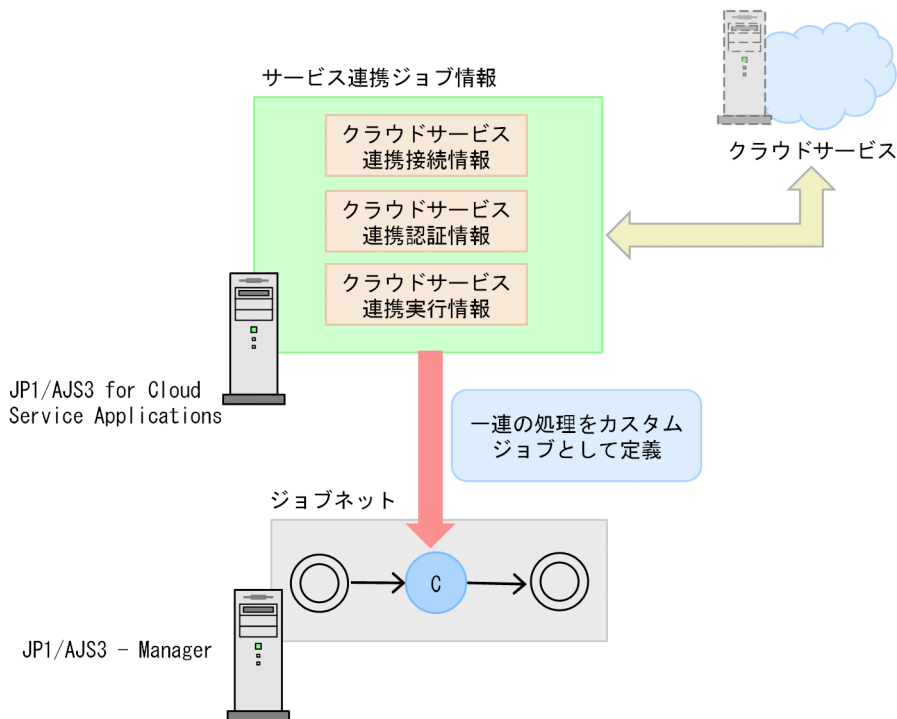 サービス連携ジョブ情報
クラウドサービス
連携接続情報
クラウドサービス
連携認証情報
クラウドサービス
連携実行情報
クラウドサービス
JP1/AJS3 for Cloud
Service Applications
一連の処理をカスタム
ジョブとして定義
ジョブネット
C
JP1/AJS3 − Manager